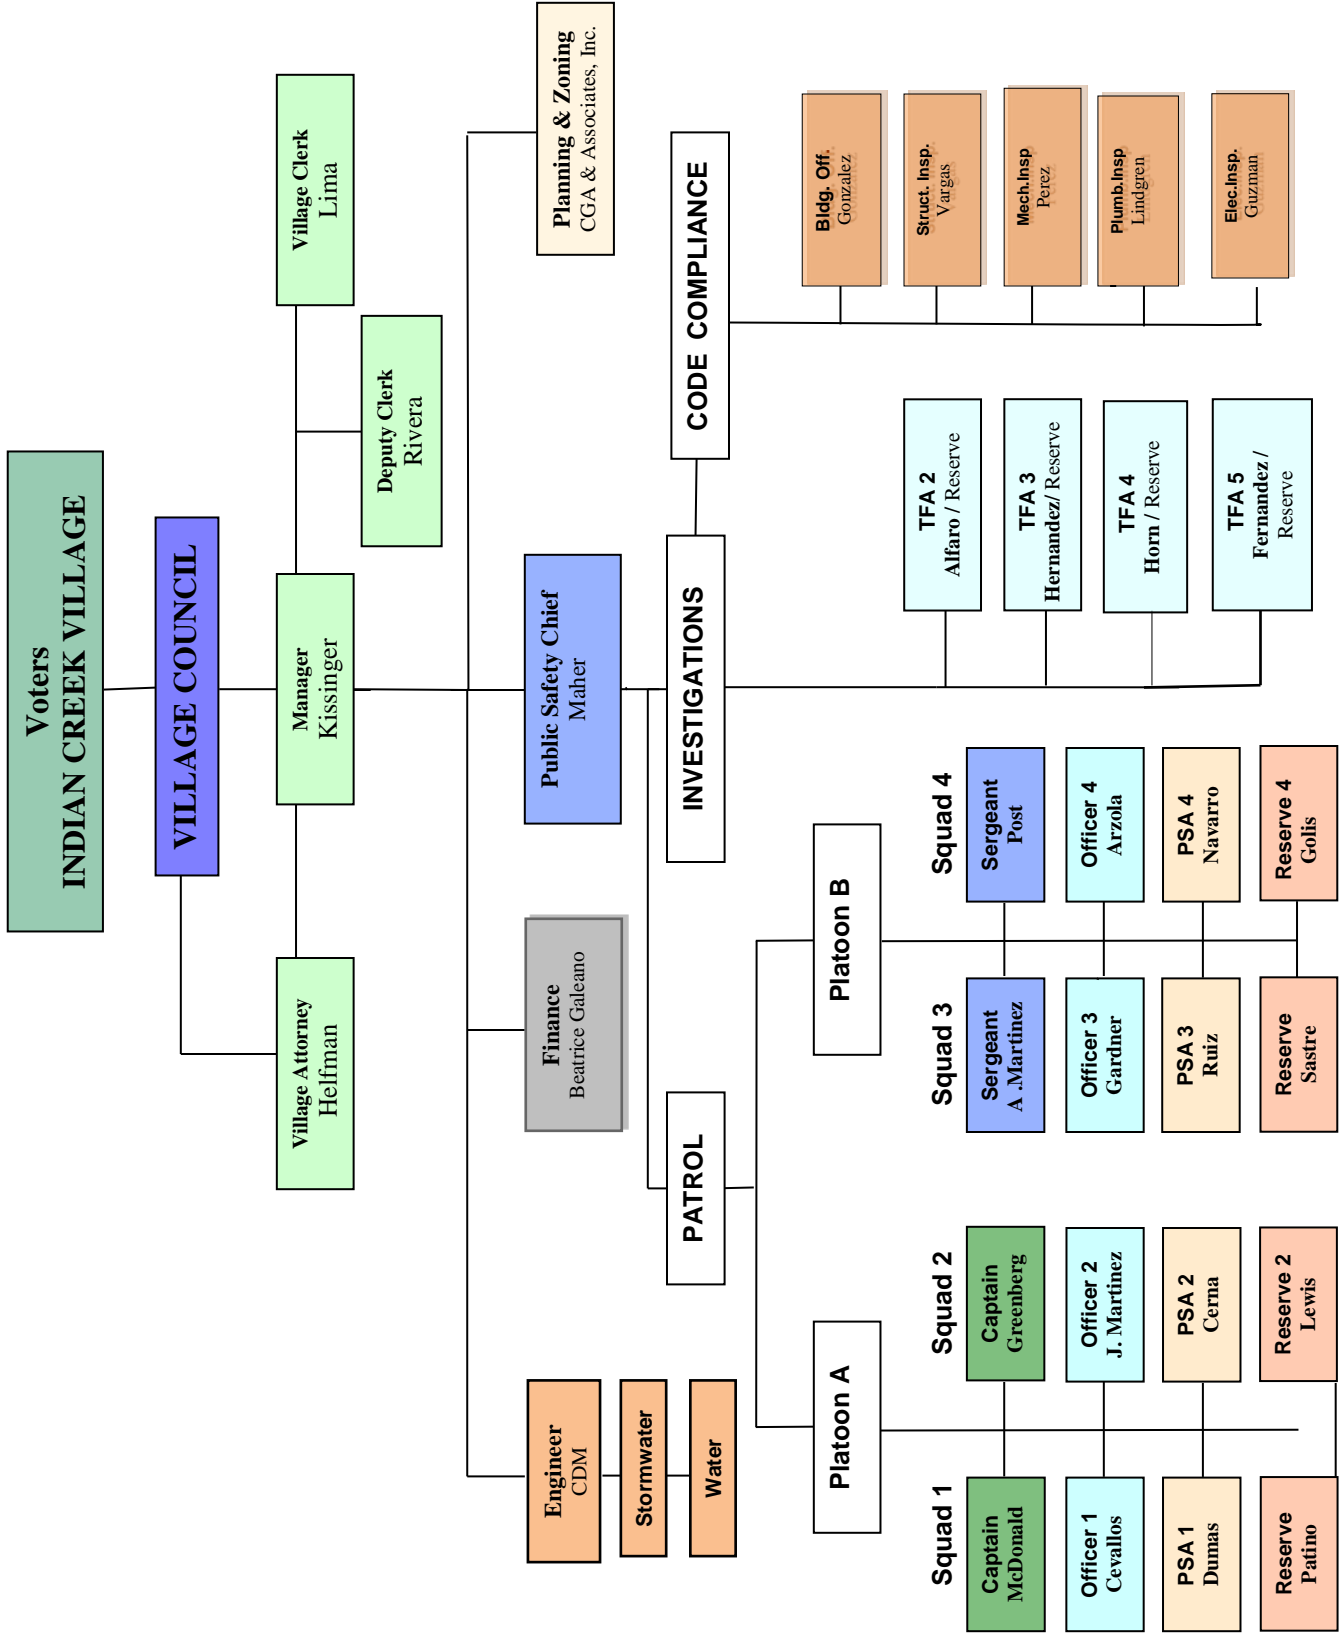 Voters
INDIAN CREEK VILLAGE
VILLAGE COUNCIL
Village Attorney
Helfman
Manager
Kissinger
Village Clerk
Lima
Deputy Clerk
Rivera
Engineer
CDM
Stormwater
Water
Finance
Beatrice Galeano
Public Safety Chief
Maher
Planning & Zoning
CGA & Associates, Inc.
PATROL
INVESTIGATIONS
CODE COMPLIANCE
Platoon A
Platoon B
Squad 1
Captain
McDonald
Officer 1
Cevallos
PSA 1
Dumas
Reserve
Patino
Squad 2
Captain
Greenberg
Officer 2
J. Martinez
PSA 2
Cerna
Reserve 2
Lewis
Squad 3
Sergeant
A .Martinez
Officer 3
Gardner
PSA 3
Ruiz
Reserve
Sastre
Squad 4
Sergeant
Post
Officer 4
Arzola
PSA 4
Navarro
Reserve 4
Golis
TFA 2
Alfaro / Reserve
TFA 3
Hernandez/ Reserve
TFA 4
Horn / Reserve
TFA 5
Fernandez /
Reserve
Bldg. Off.
Gonzalez
Struct. Insp.
Vargas
Mech.Insp
Perez
Plumb.Insp
Lindgren
Elec.Insp.
Guzman